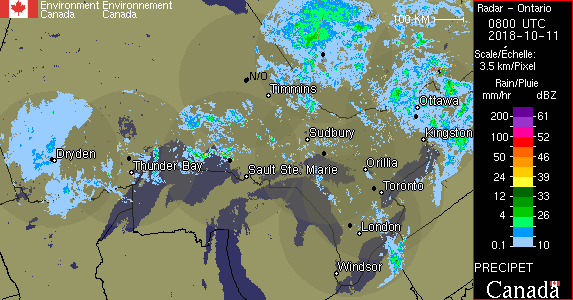 Environment Environnement
Canada Canada
100 KM
N/O
Timmins
Ottawa
Kingston
Sudbury
Dryden
Thunder Bay
Sault Ste. Marie
Orillia
Toronto
London
Windsor
Radar - Ontario
0800 UTC
2018-10-11
Scale/Échelle:
3.5 km/Pixel
Rain/Pluie
mm/hr dBZ
200 61
100 52
50 46
24 39
12 33
4 26
0.1 10
PRECIPET
Canada